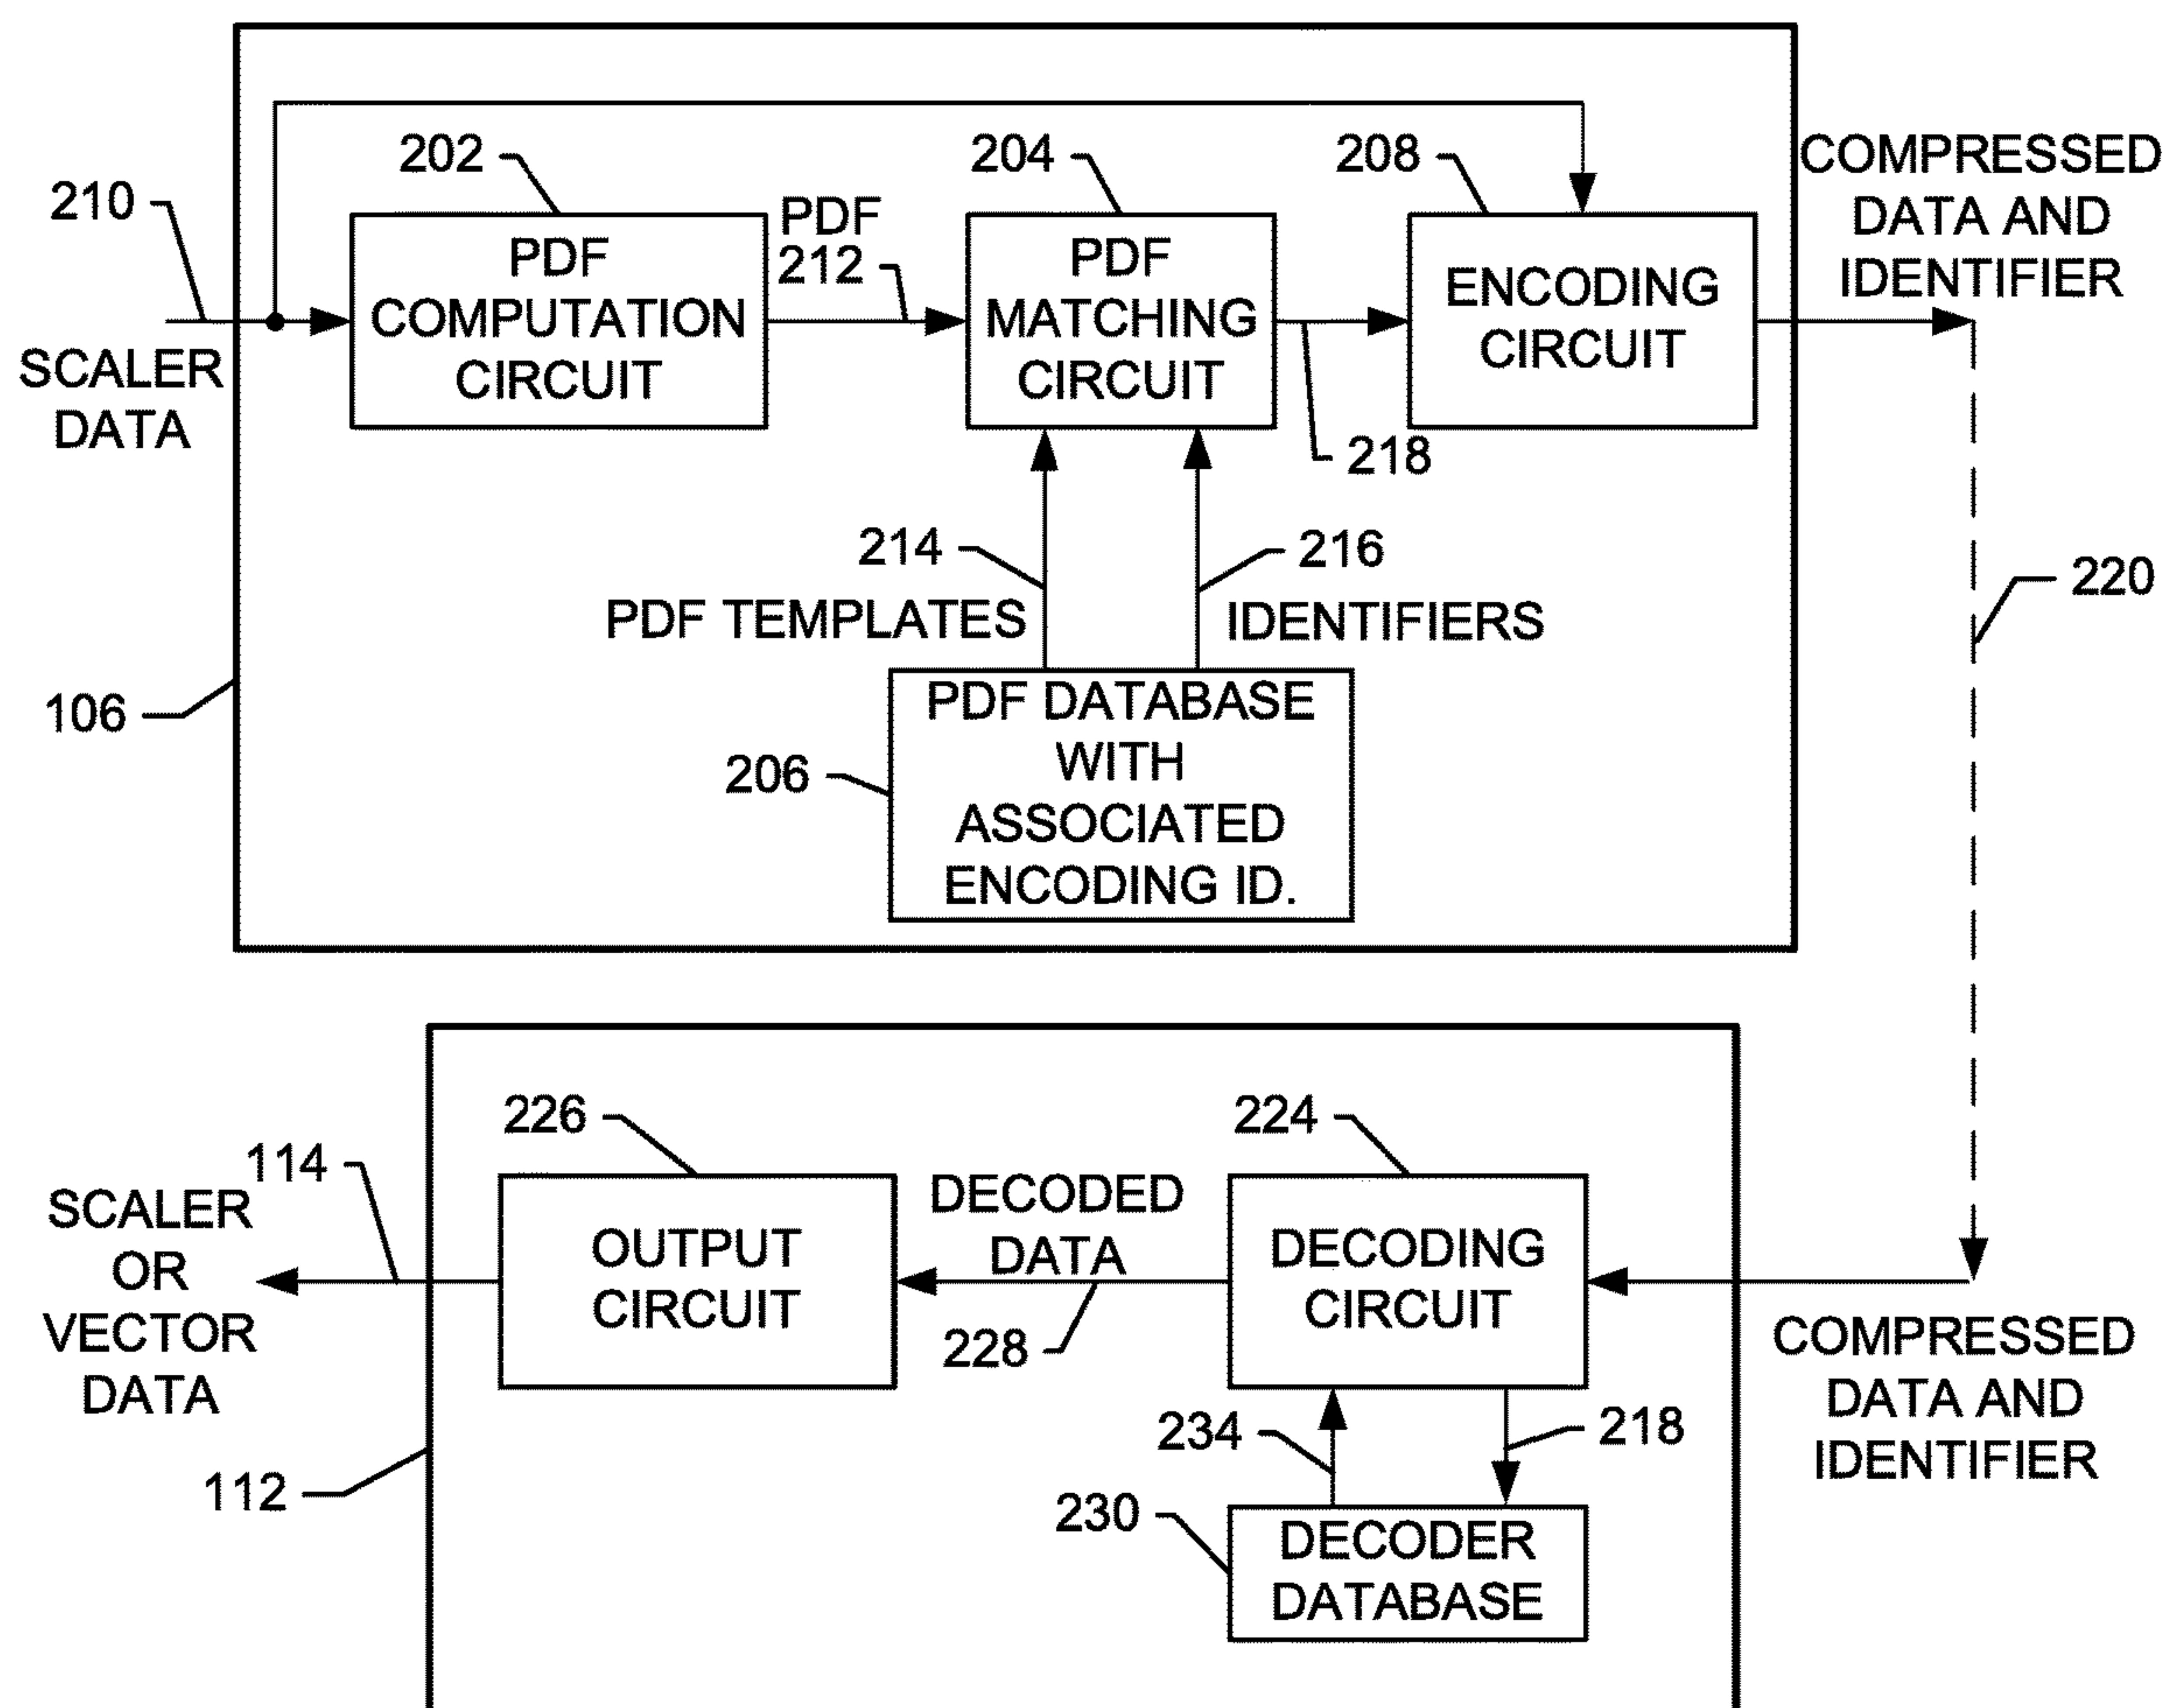 202
204
208
COMPRESSED
DATA AND
IDENTIFIER
210
SCALER
DATA
PDF
COMPUTATION
CIRCUIT
PDF
212
PDF
MATCHING
CIRCUIT
218
ENCODING
CIRCUIT
214
PDF TEMPLATES
216
IDENTIFIERS
220
106
206
PDF DATABASE
WITH
ASSOCIATED
ENCODING ID.
226
224
114
SCALER
OR
VECTOR
DATA
OUTPUT
CIRCUIT
DECODED
DATA
228
DECODING
CIRCUIT
COMPRESSED
DATA AND
IDENTIFIER
234
218
112
230
DECODER
DATABASE